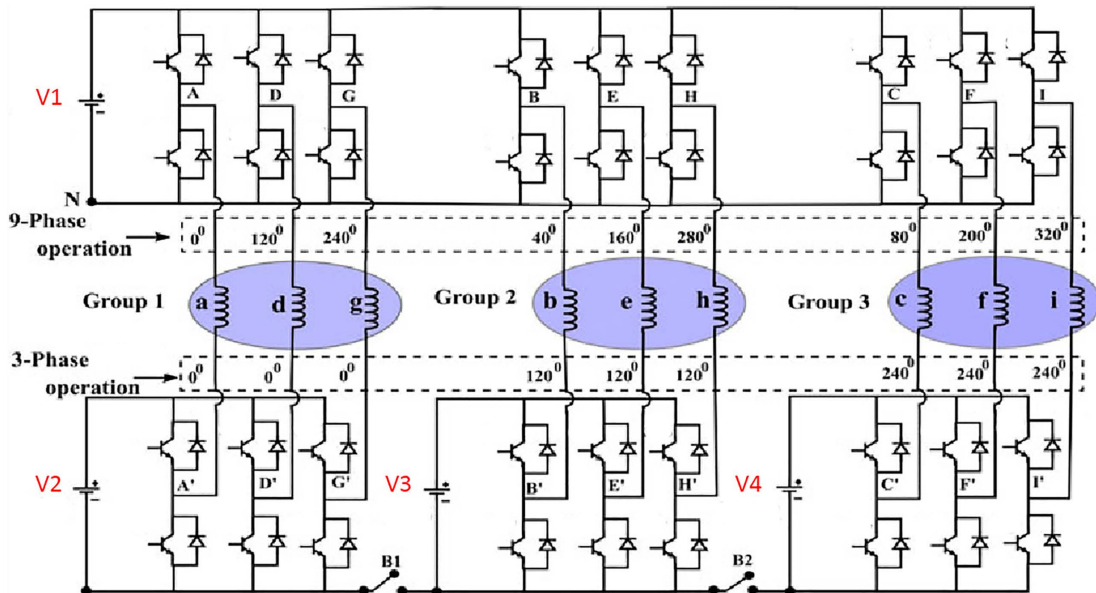 A D G B E H C F I
V1
N
9-Phase operation
0⁰ 120⁰ 240⁰ 40⁰ 160⁰ 280⁰ 80⁰ 200⁰ 320⁰
Group 1 a d g Group 2 b e h Group 3 c f i
3-Phase operation
0⁰ 0⁰ 0⁰ 120⁰ 120⁰ 120⁰ 240⁰ 240⁰ 240⁰
V2 V3 V4
A' D' G' B' E' H' C' F' I'
B1 B2